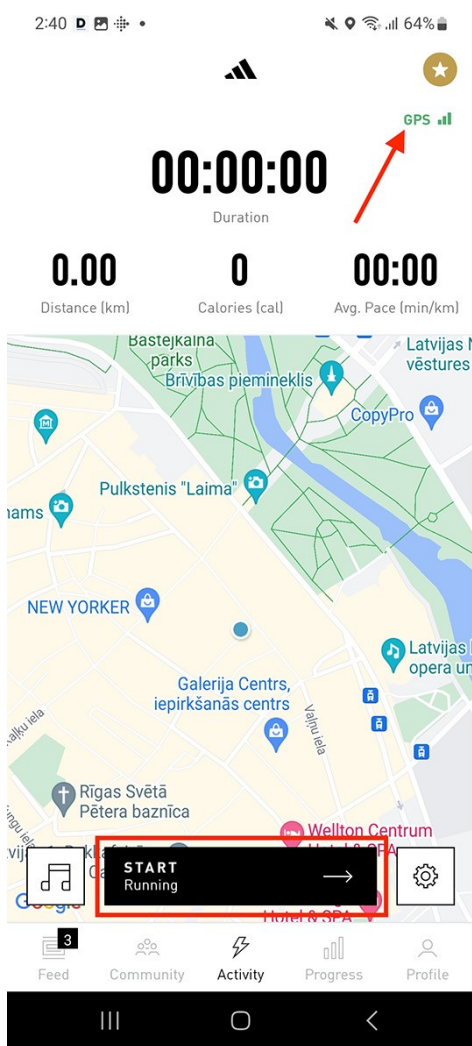 2:40 D
64%
GPS
00:00:00
Duration
0.00 0 00:00
Distance (km) Calories (cal) Avg. Pace (min/km)
Bastejkalna
parks
Latvijas
vēstures
Brīvības piemineklis
CopyPro
Pulkstenis "Laima"
NEW YORKER
Latvijas
opera un
Galerija Centrs,
iepirkšanās centrs
Vaļņu iela
Kaļķu iela
Rīgas Svētā
Pētera baznīca
Wellton Centrum
START
Running
Hotel & SPA
3
Feed Community Activity Progress Profile